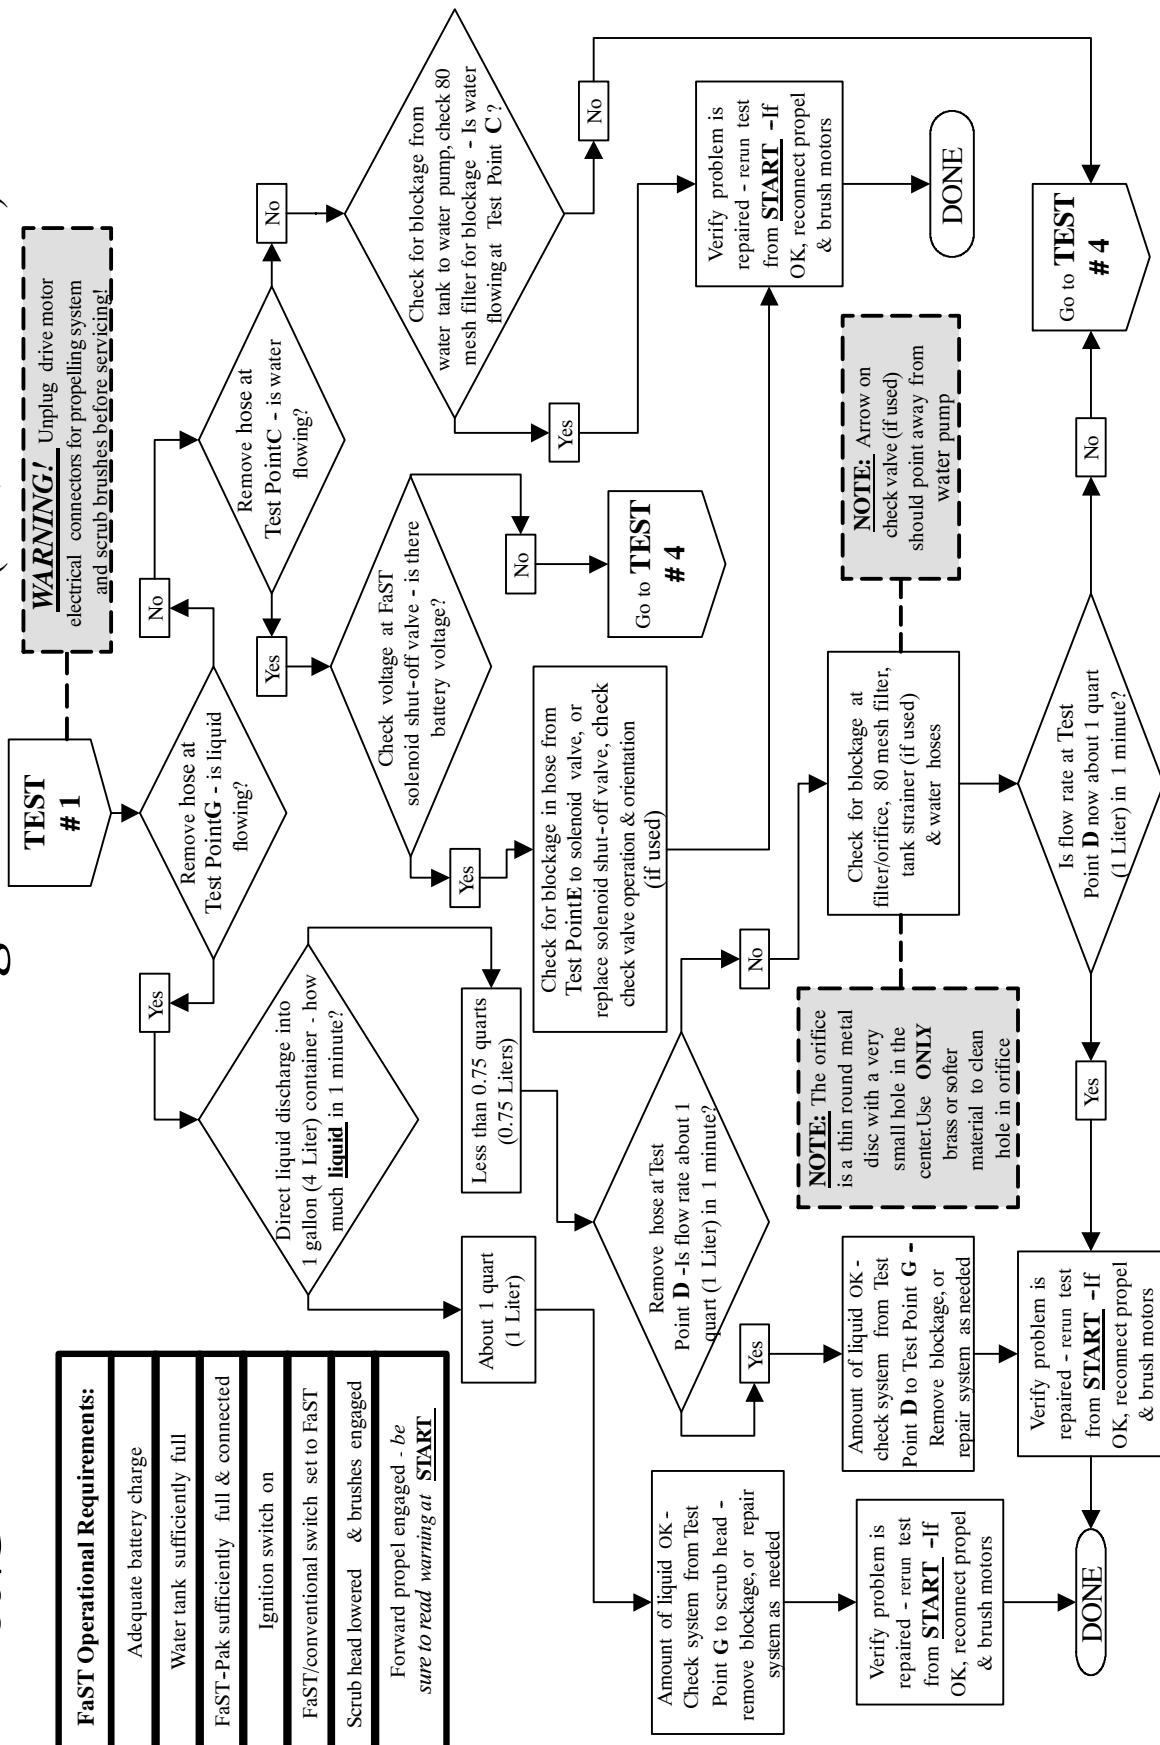 TEST
# 1
WARNING! Unplug drive motor
electrical connectors for propelling system
and scrub brushes before servicing!
FaST Operational Requirements:
Adequate battery charge
Water tank sufficiently full
FaST-Pak sufficiently full & connected
Ignition switch on
FaST/conventional switch set to FaST
Scrub head lowered & brushes engaged
Forward propel engaged - be
sure to read warning at START
Remove hose at
Test PointG - is liquid
flowing?
Yes
No
Direct liquid discharge into
1 gallon (4 Liter) container - how
much liquid in 1 minute?
Remove hose at
Test PointC - is water
flowing?
Yes
No
Check voltage at FaST
solenoid shut-off valve - is there
battery voltage?
Check for blockage from
water tank to water pump, check 80
mesh filter for blockage - Is water
flowing at Test Point C ?
About 1 quart
(1 Liter)
Less than 0.75 quarts
(0.75 Liters)
Yes
No
Yes
No
Check for blockage in hose from
Test PointE to solenoid valve, or
replace solenoid shut-off valve, check
check valve operation & orientation
(if used)
Go to TEST
# 4
Verify problem is
repaired - rerun test
from START -If
OK, reconnect propel
& brush motors
DONE
Remove hose at Test
Point D -Is flow rate about 1
quart (1 Liter) in 1 minute?
Yes
No
Amount of liquid OK -
Check system from Test
Point G to scrub head -
remove blockage, or repair
system as needed
Amount of liquid OK -
check system from Test
Point D to Test Point G -
Remove blockage, or
repair system as needed
NOTE: The orifice
is a thin round metal
disc with a very
small hole in the
center.Use ONLY
brass or softer
material to clean
hole in orifice
Check for blockage at
filter/orifice, 80 mesh filter,
tank strainer (if used)
& water hoses
NOTE: Arrow on
check valve (if used)
should point away from
water pump
Verify problem is
repaired - rerun test
from START -If
OK, reconnect propel
& brush motors
Verify problem is
repaired - rerun test
from START -If
OK, reconnect propel
& brush motors
Is flow rate at Test
Point D now about 1 quart
(1 Liter) in 1 minute?
Yes
No
Go to TEST
# 4
DONE